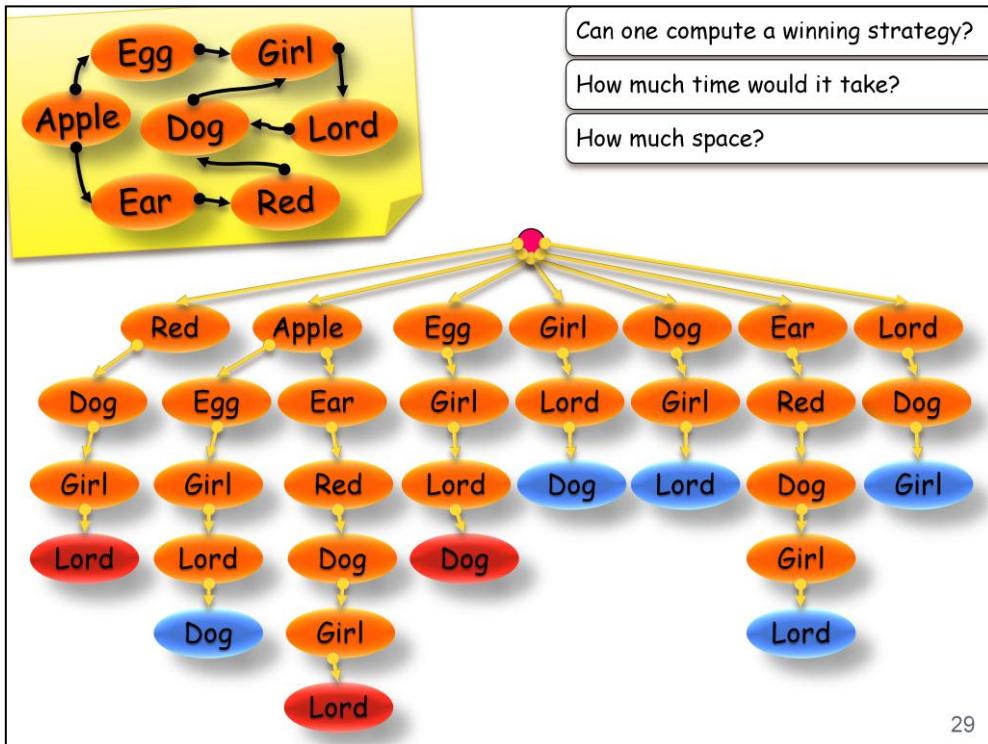 Egg Girl
Apple Dog Lord
Ear Red
Can one compute a winning strategy?
How much time would it take?
How much space?
Red Apple Egg Girl Dog Ear Lord
Dog Egg Ear Girl Lord Girl Red Dog
Girl Girl Red Lord Dog Lord Dog Girl
Lord Lord Dog Dog Girl
Dog Girl Lord
Lord
29